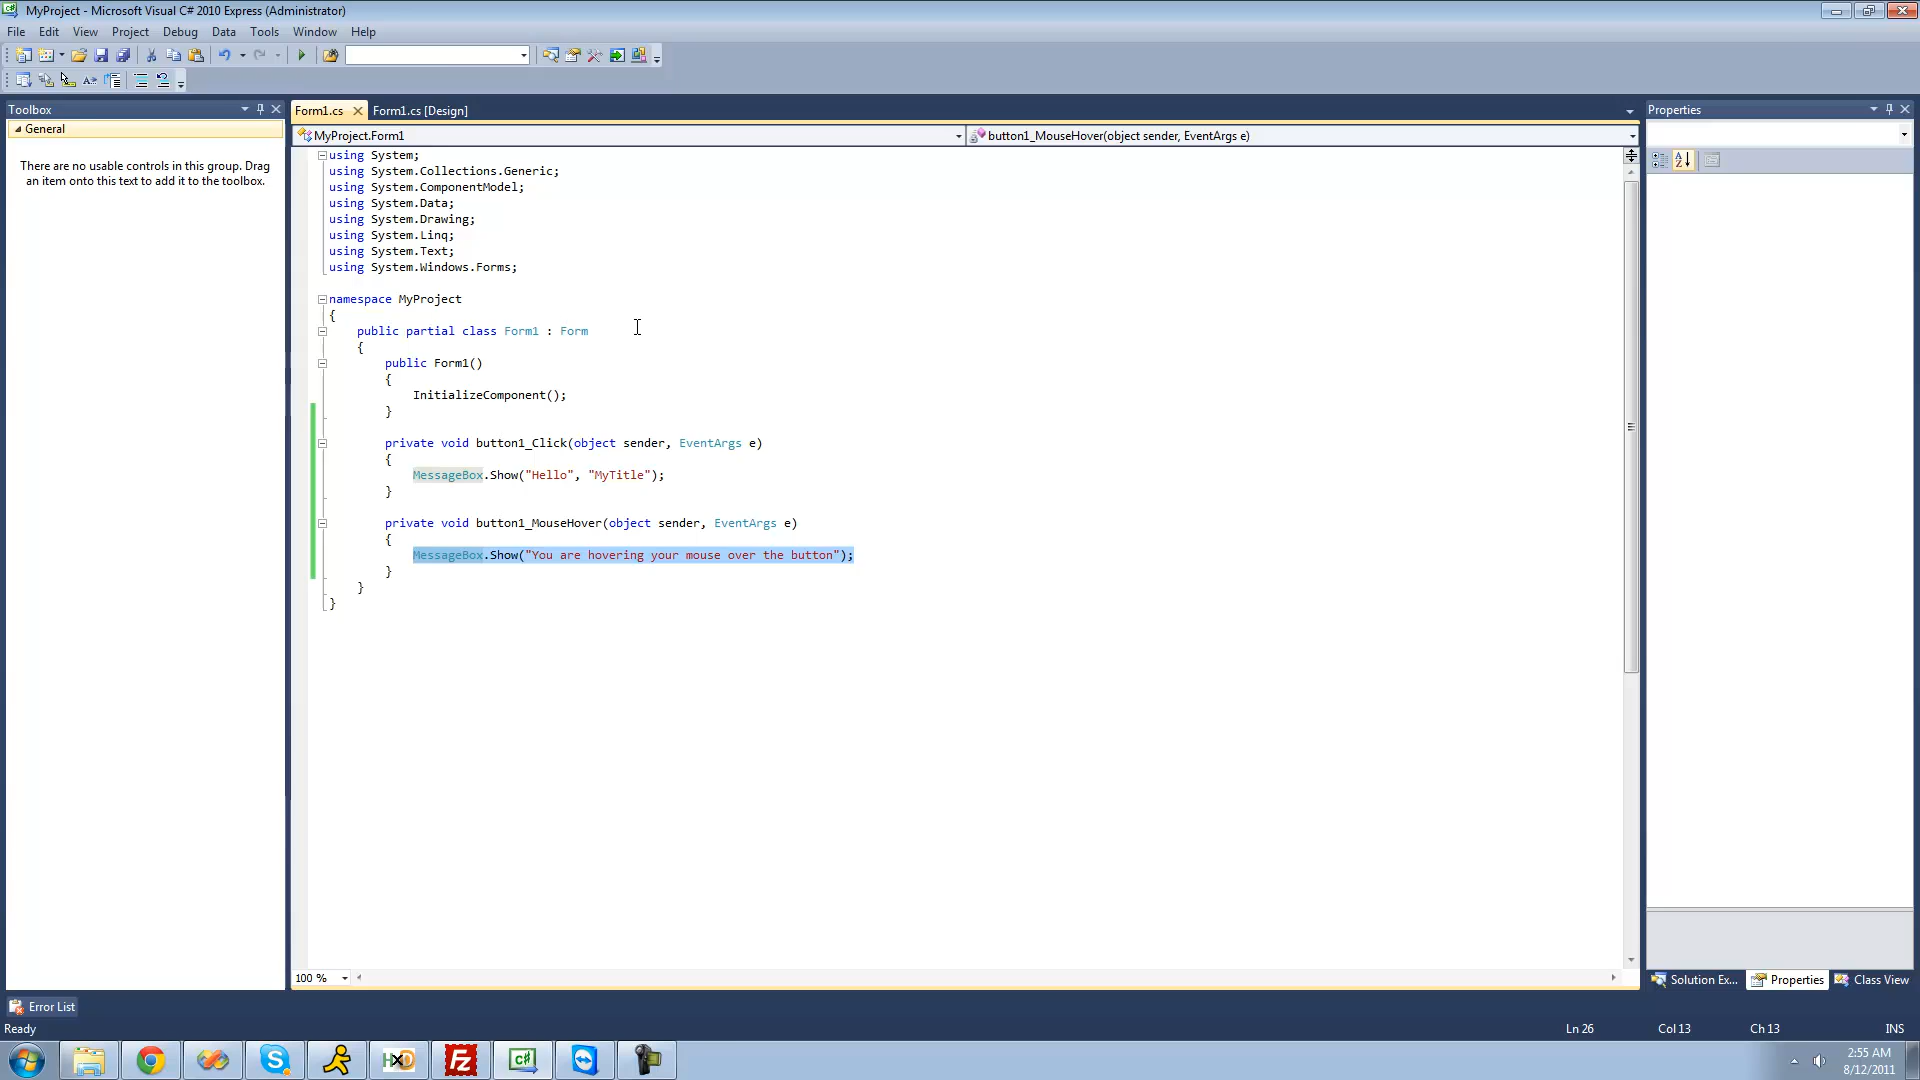 MyProject - Microsoft Visual C# 2010 Express (Administrator)
File Edit View Project Debug Data Tools Window Help
Toolbox
General
There are no usable controls in this group. Drag
an item onto this text to add it to the toolbox.
Form1.cs Form1.cs [Design]
MyProject.Form1 button1_MouseHover(object sender, EventArgs e)
using System;
using System.Collections.Generic;
using System.ComponentModel;
using System.Data;
using System.Drawing;
using System.Linq;
using System.Text;
using System.Windows.Forms;
namespace MyProject
{
public partial class Form1 : Form
{
public Form1()
{
InitializeComponent();
}
private void button1_Click(object sender, EventArgs e)
{
MessageBox.Show("Hello", "MyTitle");
}
private void button1_MouseHover(object sender, EventArgs e)
{
MessageBox.Show("You are hovering your mouse over the button");
}
}
}
100 %
Properties
Solution Ex... Properties Class View
Error List
Ready Ln 26 Col 13 Ch 13 INS
2:55 AM
8/12/2011